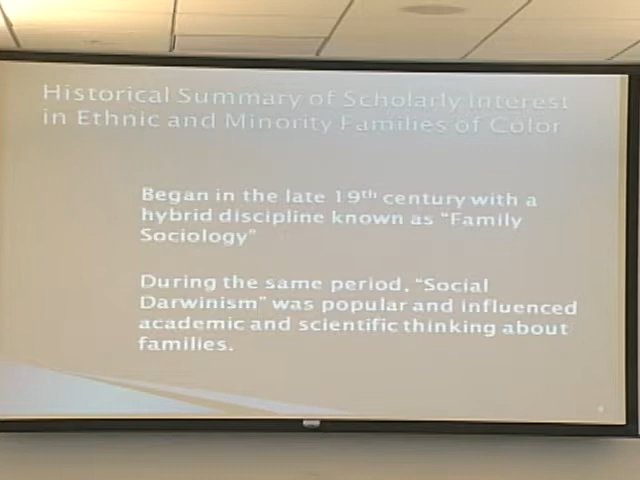 Historical Summary of Scholarly Interest
in Ethnic and Minority Families of Color
Began in the late 19th century with a
hybrid discipline known as "Family
Sociology"
During the same period, "Social
Darwinism" was popular and influenced
academic and scientific thinking about
families.